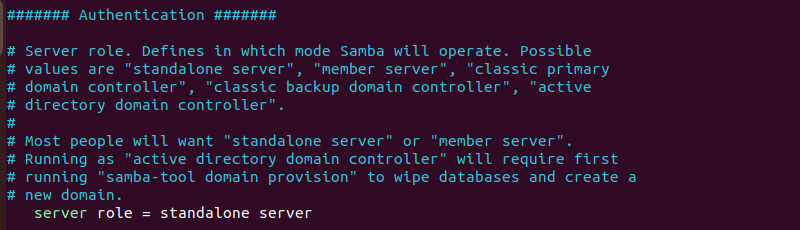 ####### Authentication #######
# Server role. Defines in which mode Samba will operate. Possible
# values are "standalone server", "member server", "classic primary
# domain controller", "classic backup domain controller", "active
# directory domain controller".
#
# Most people will want "standalone server" or "member server".
# Running as "active directory domain controller" will require first
# running "samba-tool domain provision" to wipe databases and create a
# new domain.
server role = standalone server